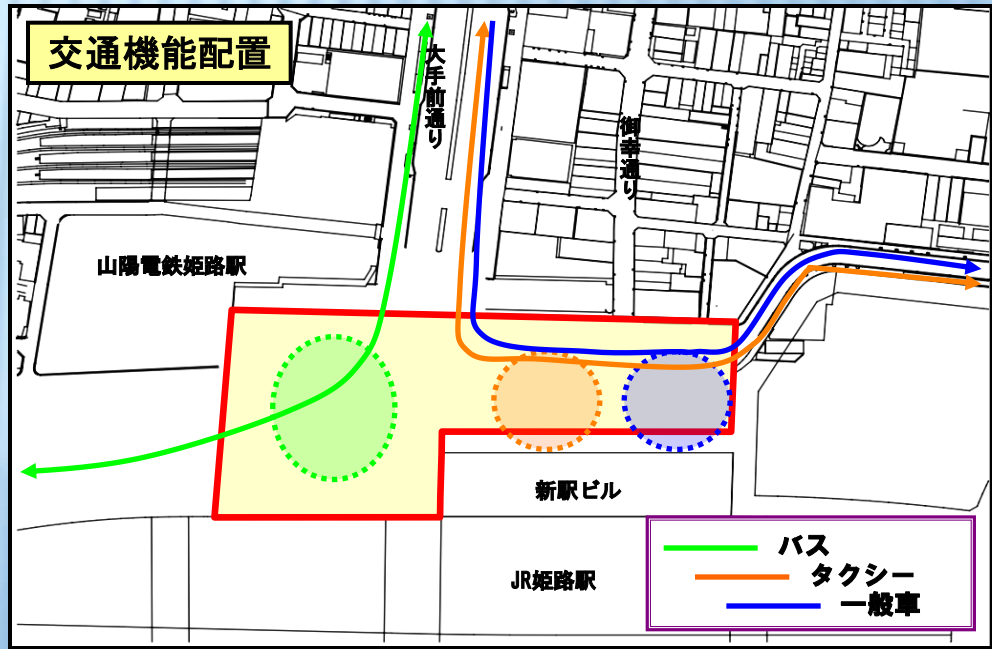 交通機能配置
大手前通り
御幸通り
山陽電鉄姫路駅
新駅ビル
JR姫路駅
バス
タクシー
一般車